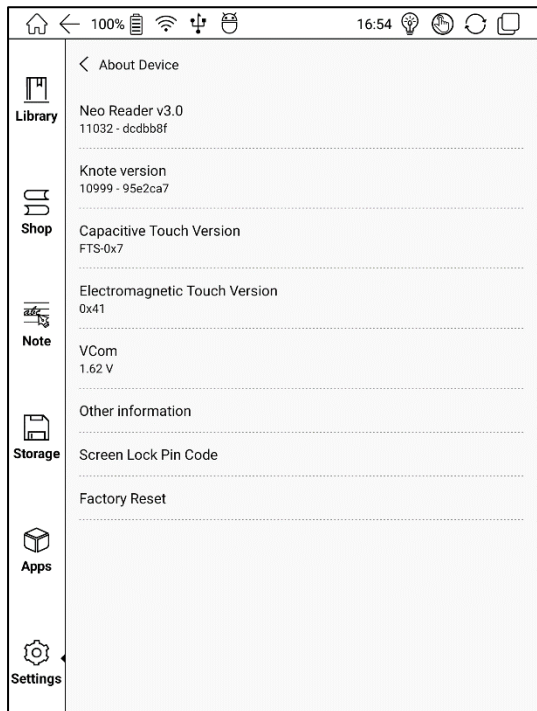 100%
16:54
About Device
Neo Reader v3.0
11032 - dcdbb8f
Knote version
10999 - 95e2ca7
Capacitive Touch Version
FTS-0x7
Electromagnetic Touch Version
0x41
VCom
1.62 V
Other information
Screen Lock Pin Code
Factory Reset
Library
Shop
Note
Storage
Apps
Settings